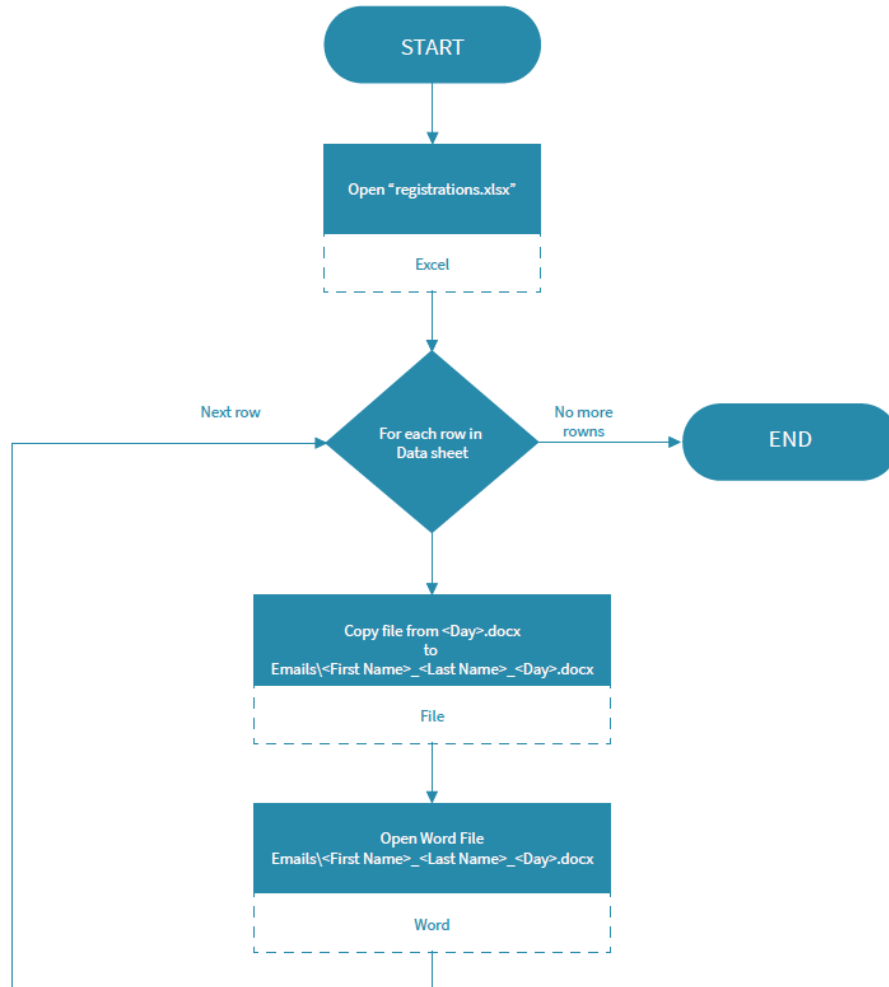 START
Open “registrations.xlsx”
Excel
Next row
For each row in
Data sheet
No more
rowns
END
Copy file from <Day>.docx
to
Emails\<First Name>_<Last Name>_<Day>.docx
File
Open Word File
Emails\<First Name>_<Last Name>_<Day>.docx
Word